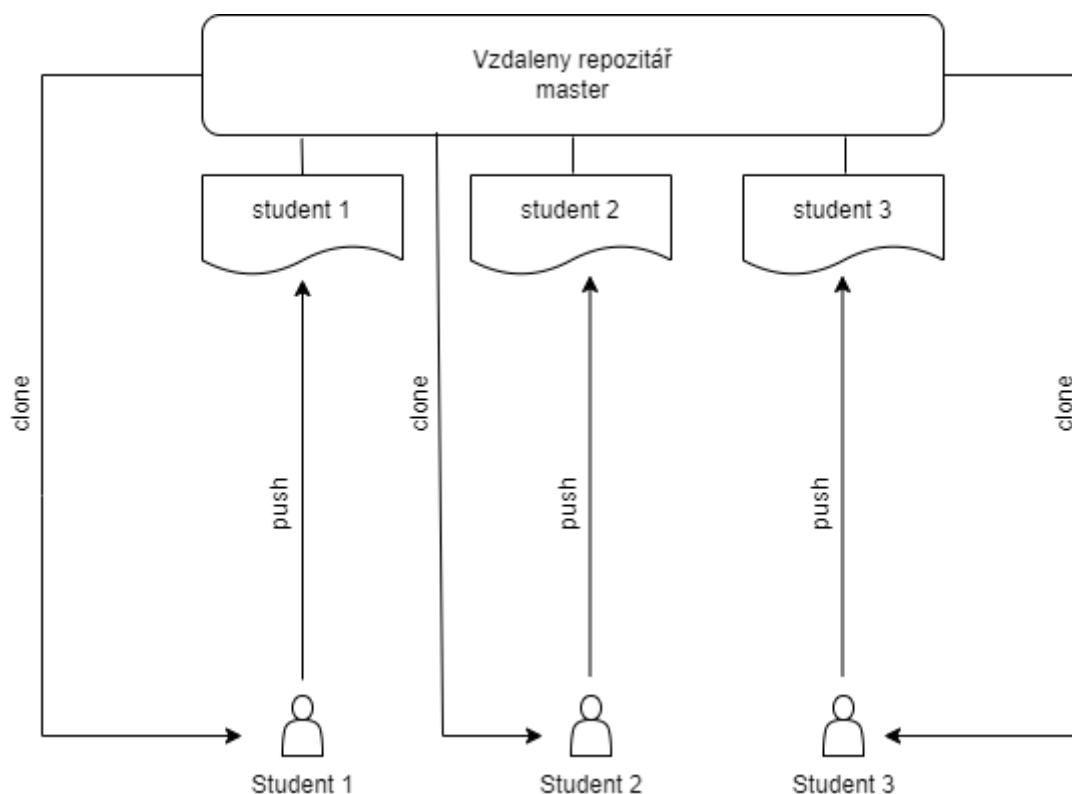 Vzdaleny repozitář
master
student 1
student 2
student 3
clone
clone
clone
push
push
push
Student 1
Student 2
Student 3